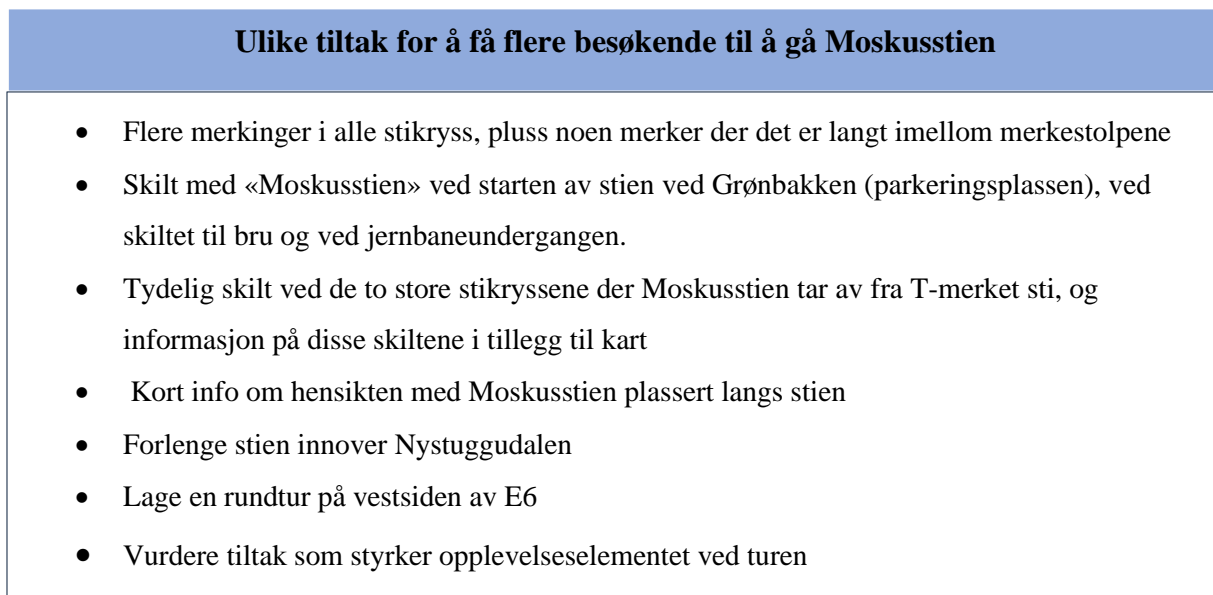 Ulike tiltak for å få flere besøkende til å gå Moskusstien
• Flere merkinger i alle stikryss, pluss noen merker der det er langt imellom merkestolpene
• Skilt med «Moskusstien» ved starten av stien ved Grønbakken (parkeringsplassen), ved
skiltet til bru og ved jernbaneundergangen.
• Tydelig skilt ved de to store stikryssene der Moskusstien tar av fra T-merket sti, og
informasjon på disse skiltene i tillegg til kart
• Kort info om hensikten med Moskusstien plassert langs stien
• Forlenge stien innover Nystuggudalen
• Lage en rundtur på vestsiden av E6
• Vurdere tiltak som styrker opplevelseselementet ved turen